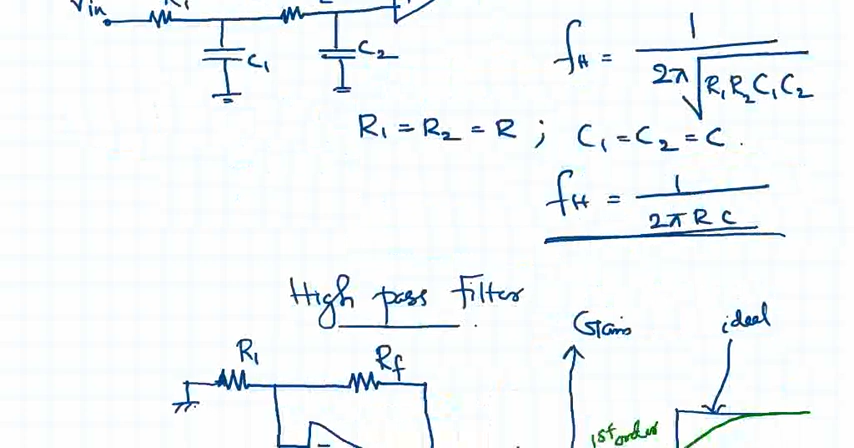 Vin R1
C1 C2
fH = 1 / 2π√R1R2C1C2
R1 = R2 = R ; C1 = C2 = C.
fH = 1 / 2πRC
High pass Filter
Gain ideal
R1 Rf
1st order